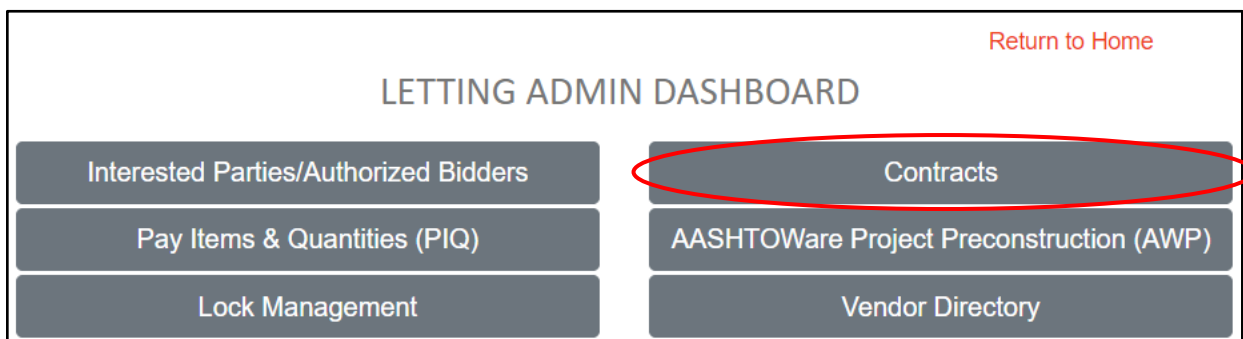 Return to Home
LETTING ADMIN DASHBOARD
Interested Parties/Authorized Bidders
Contracts
Pay Items & Quantities (PIQ)
AASHTOWare Project Preconstruction (AWP)
Lock Management
Vendor Directory